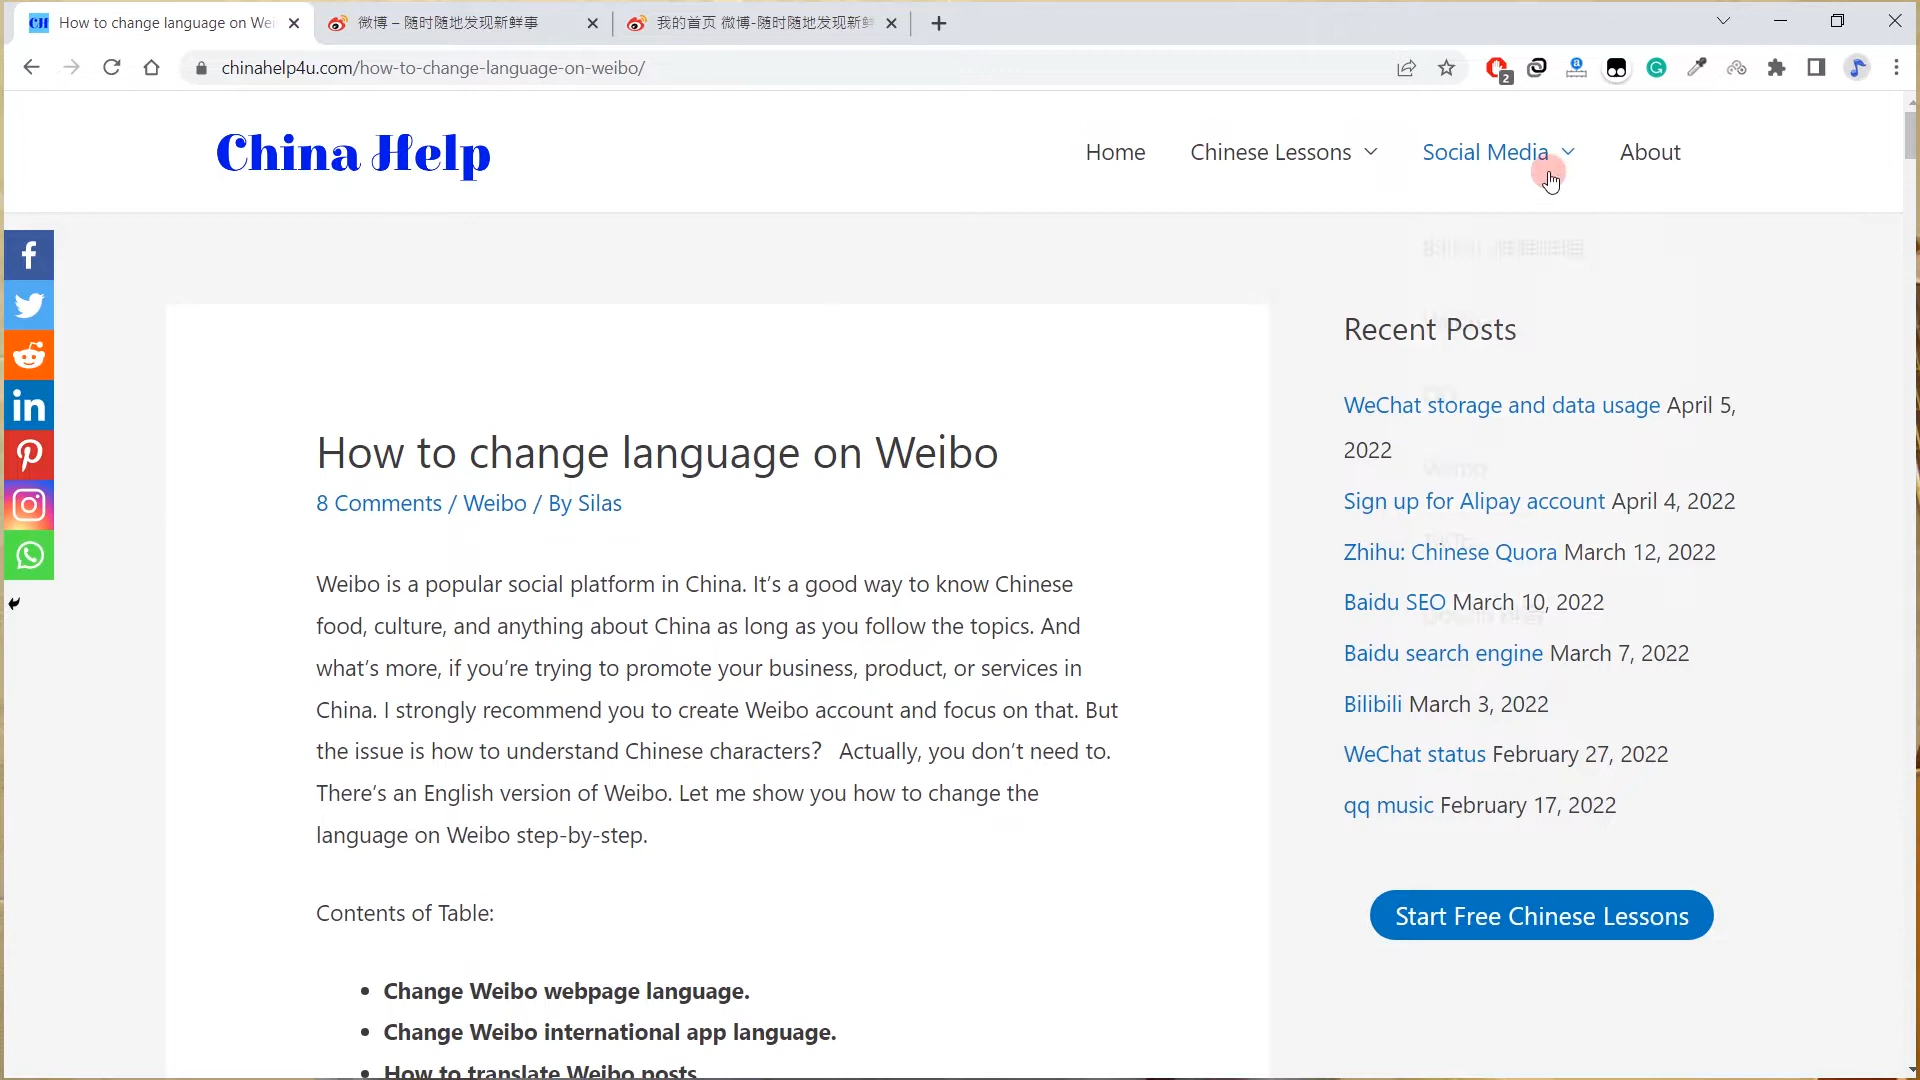 How to change language on Wei
微博 – 随时随地发现新鲜事
我的首页 微博-随时随地发现新鲜
chinahelp4u.com/how-to-change-language-on-weibo/
2
China Help
Home
Chinese Lessons
Social Media
About
How to change language on Weibo
8 Comments / Weibo / By Silas
Weibo is a popular social platform in China. It’s a good way to know Chinese
food, culture, and anything about China as long as you follow the topics. And
what’s more, if you’re trying to promote your business, product, or services in
China. I strongly recommend you to create Weibo account and focus on that. But
the issue is how to understand Chinese characters？ Actually, you don’t need to.
There’s an English version of Weibo. Let me show you how to change the
language on Weibo step-by-step.
Contents of Table:
• Change Weibo webpage language.
• Change Weibo international app language.
• How to translate Weibo posts
Recent Posts
WeChat storage and data usage April 5,
2022
Sign up for Alipay account April 4, 2022
Zhihu: Chinese Quora March 12, 2022
Baidu SEO March 10, 2022
Baidu search engine March 7, 2022
Bilibili March 3, 2022
WeChat status February 27, 2022
qq music February 17, 2022
Start Free Chinese Lessons